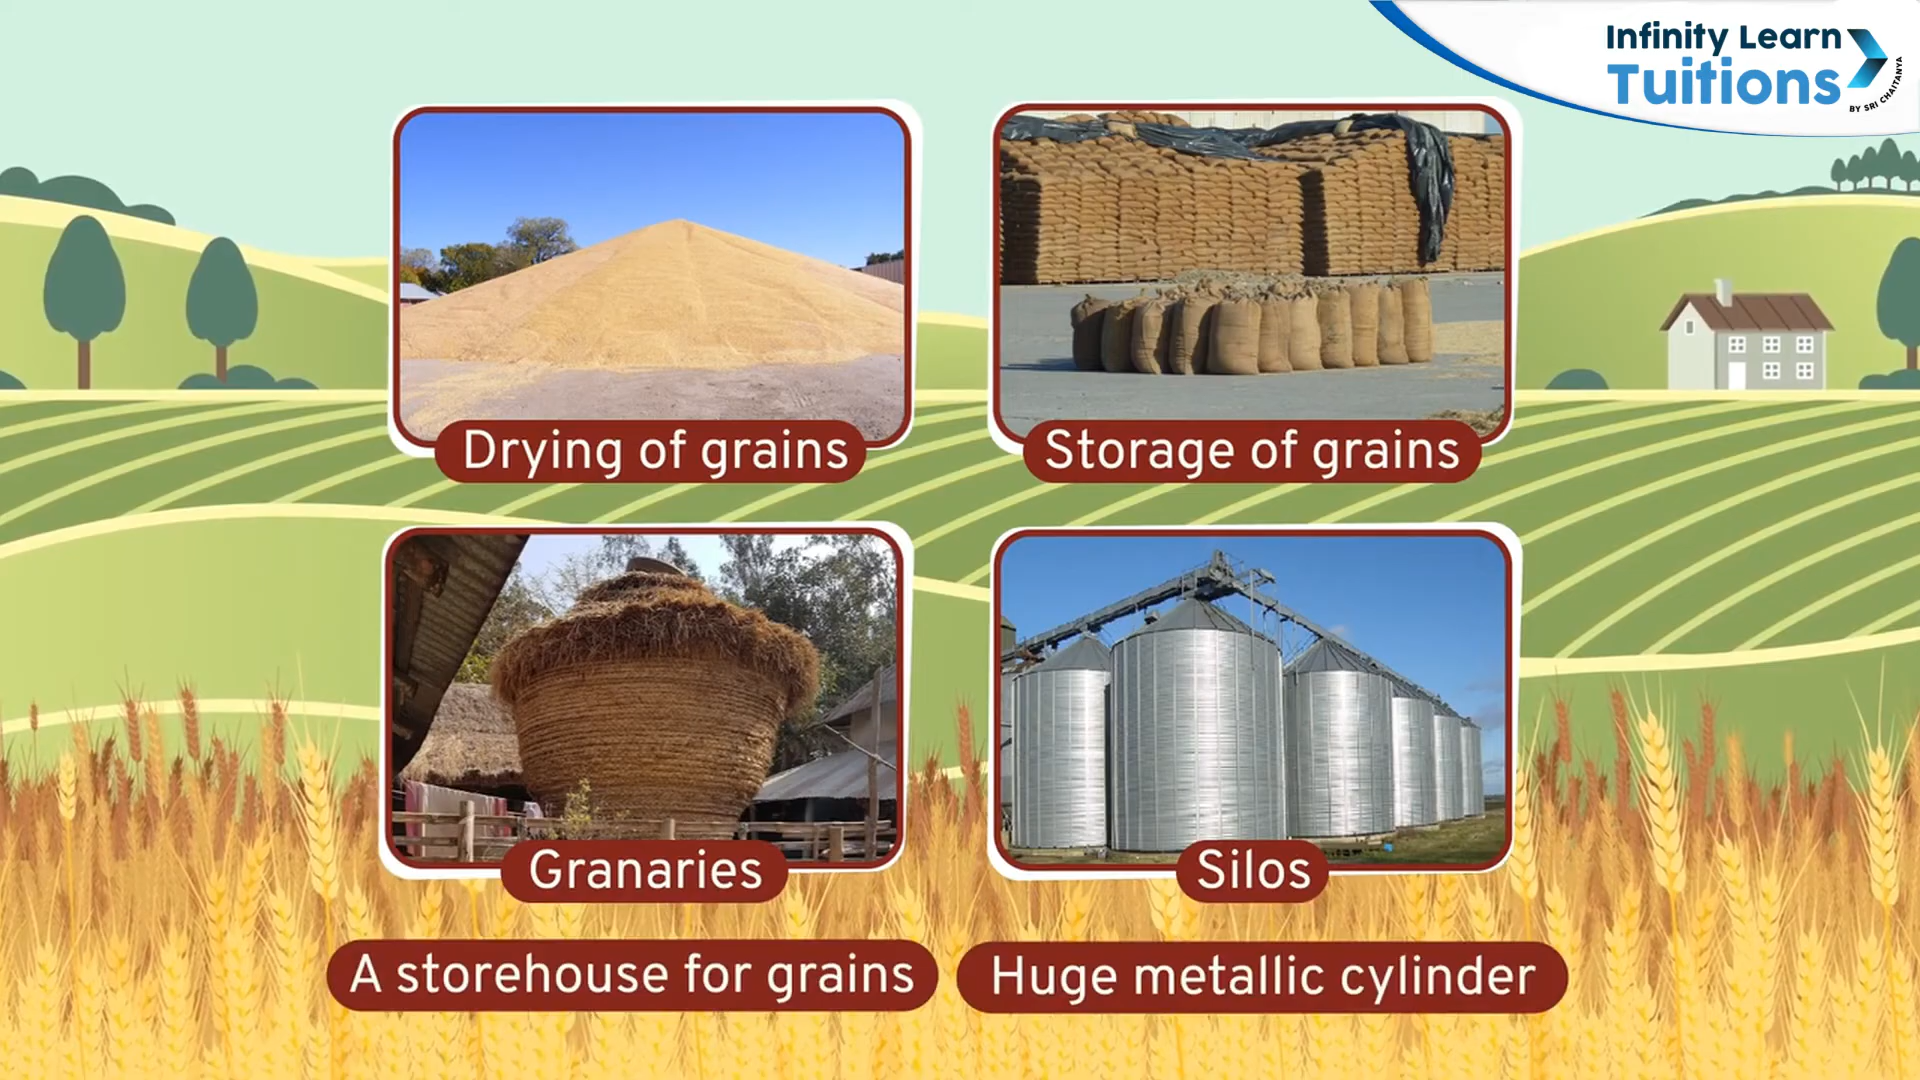 Infinity Learn
Tuitions
BY SRI CHAITANYA
Drying of grains
Storage of grains
Granaries
Silos
A storehouse for grains
Huge metallic cylinder